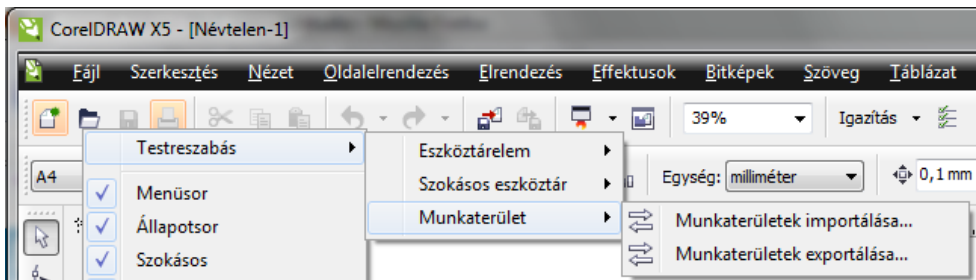 CorelDRAW X5 - [Névtelen-1]
Fájl Szerkesztés Nézet Oldalelrendezés Elrendezés Effektusok Bitképek Szöveg Táblázat
39% Igazítás
Testreszabás Eszköztárelem
A4 Egység: milliméter 0,1 mm
Menüsor Szokásos eszköztár
Állapotsor Munkaterület Munkaterületek importálása...
Szokásos Munkaterületek exportálása...